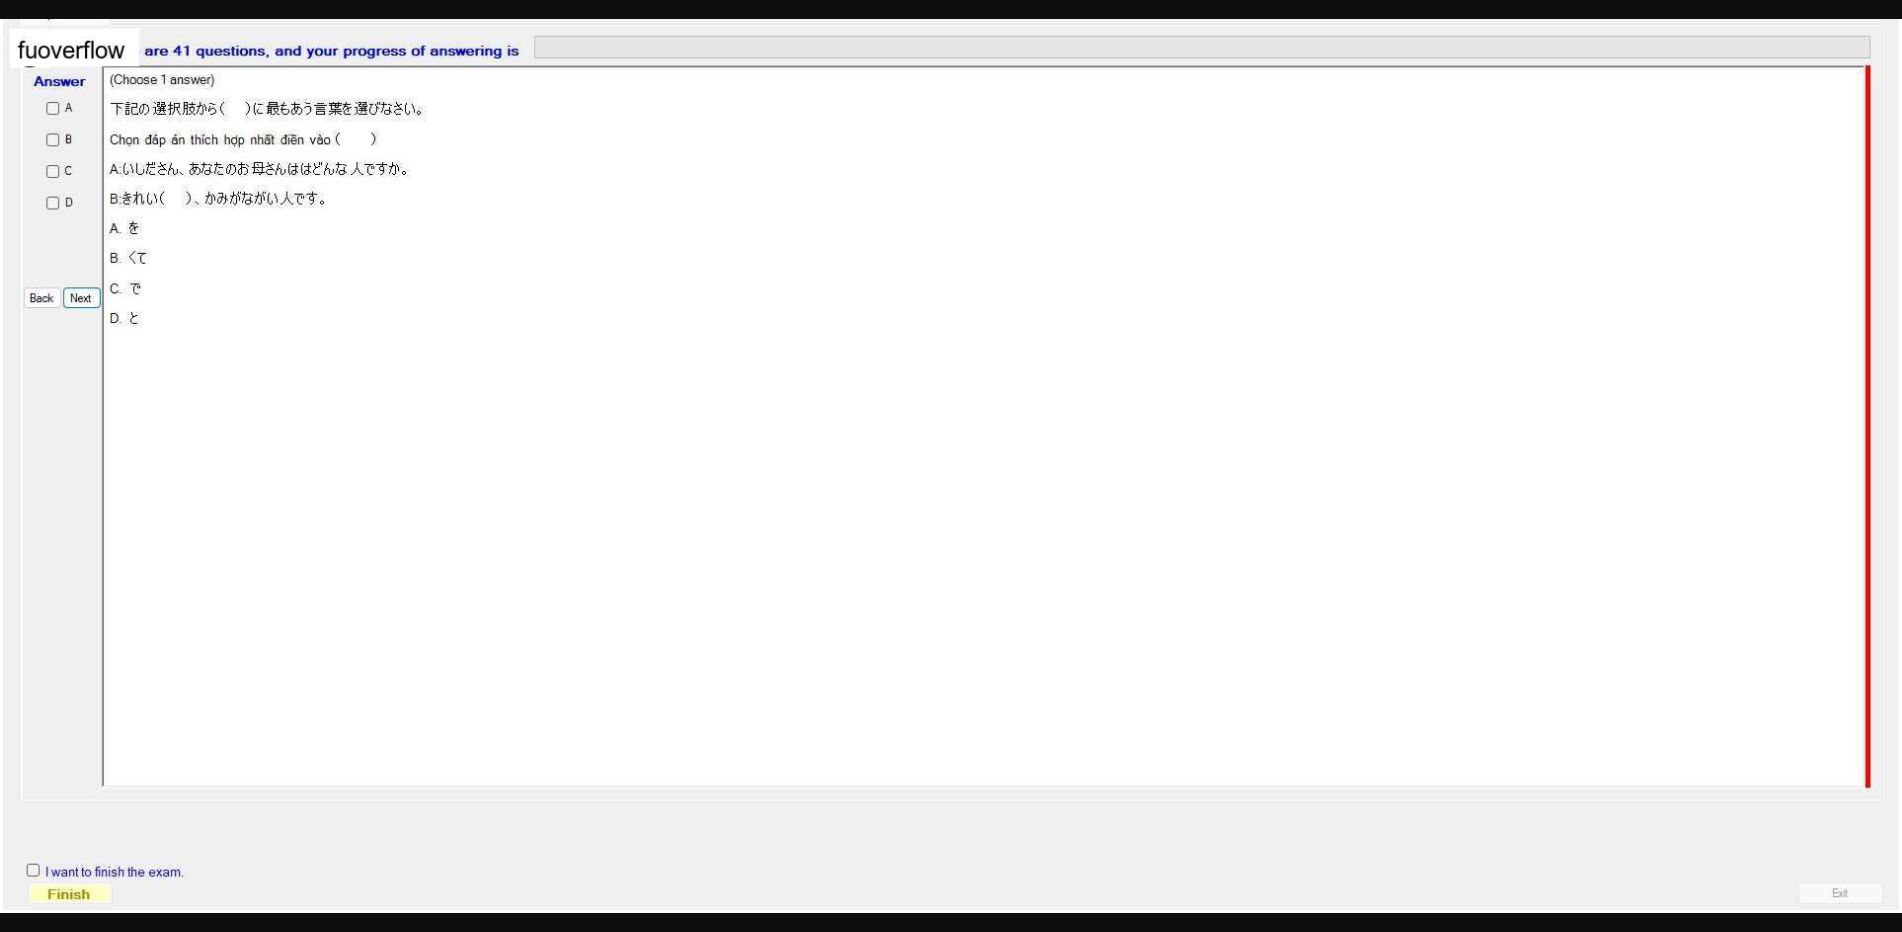 fuoverflow are 41 questions, and your progress of answering is
Answer
(Choose 1 answer)
A
下記の選択肢から( )に最もあう言葉を選びなさい。
B
Chọn đáp án thích hợp nhất điền vào ( )
C
A:いしださん、あなたのお母さんははどんな人ですか。
D
B:きれい( )、かみがながい人です。
A. を
B. くて
C. で
D. と
Back Next
I want to finish the exam.
Finish
Exit